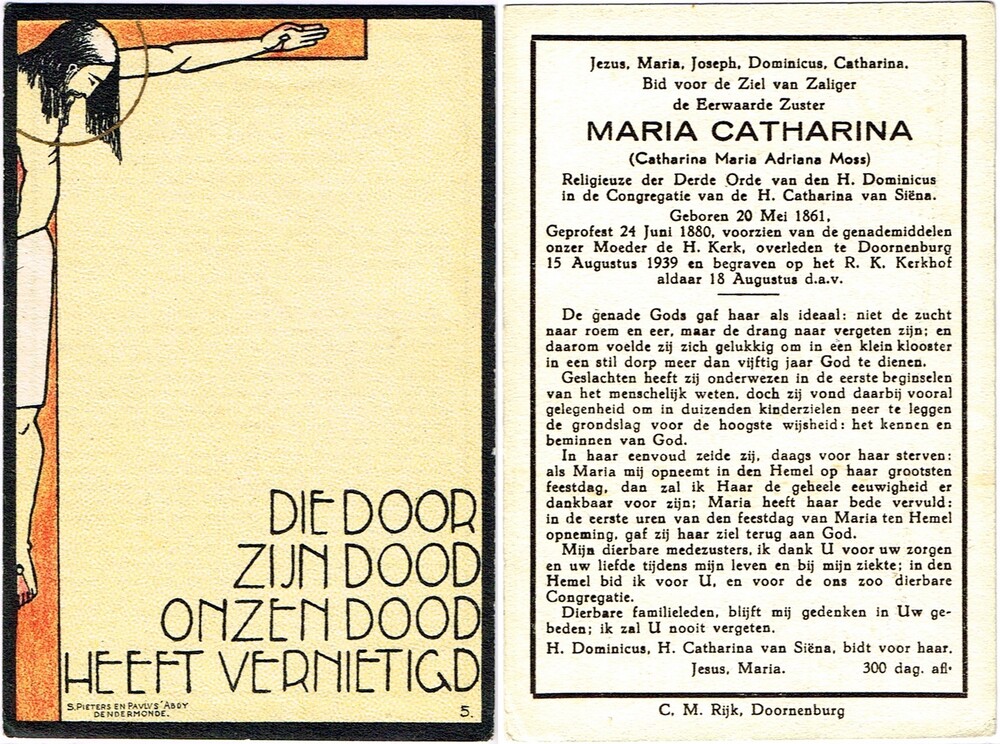 DIE DOOR
ZIJN DOOD
ONZEN DOOD
HEEFT VERNIETIGD
S. PIETERS EN PAVLVS' ABDY
DENDERMONDE.
5.
Jezus, Maria, Joseph, Dominicus, Catharina.
Bid voor de Ziel van Zaliger
de Eerwaarde Zuster
MARIA CATHARINA
(Catharina Maria Adriana Moss)
Religieuze der Derde Orde van den H. Dominicus
in de Congregatie van de H. Catharina van Siëna.
Geboren 20 Mei 1861,
Geprofest 24 Juni 1880, voorzien van de genademiddelen
onzer Moeder de H. Kerk, overleden te Doornenburg
15 Augustus 1939 en begraven op het R. K. Kerkhof
aldaar 18 Augustus d.a.v.
De genade Gods gaf haar als ideaal: niet de zucht
naar roem en eer, maar de drang naar vergeten zijn; en
daarom voelde zij zich gelukkig om in een klein klooster
in een stil dorp meer dan vijftig jaar God te dienen.
Geslachten heeft zij onderwezen in de eerste beginselen
van het menschelijk weten, doch zij vond daarbij vooral
gelegenheid om in duizenden kinderzielen neer te leggen
de grondslag voor de hoogste wijsheid: het kennen en
beminnen van God.
In haar eenvoud zeide zij, daags voor haar sterven:
als Maria mij opneemt in den Hemel op haar grootsten
feestdag, dan zal ik Haar de geheele eeuwigheid er
dankbaar voor zijn; Maria heeft haar bede vervuld:
in de eerste uren van den feestdag van Maria ten Hemel
opneming, gaf zij haar ziel terug aan God.
Mijn dierbare medezusters, ik dank U voor uw zorgen
en uw liefde tijdens mijn leven en bij mijn ziekte; in den
Hemel bid ik voor U, en voor de ons zoo dierbare
Congregatie.
Dierbare familieleden, blijft mij gedenken in Uw ge-
beden; ik zal U nooit vergeten.
H. Dominicus, H. Catharina van Siëna, bidt voor haar.
Jesus, Maria. 300 dag. afl.
C. M. Rijk, Doornenburg